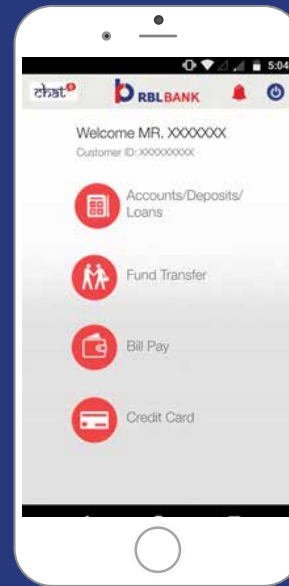 5:04
chat
RBLBANK
Welcome MR. XXXXXXX
Customer ID: XXXXXXXXX
Accounts/Deposits/
Loans
Fund Transfer
Bill Pay
Credit Card